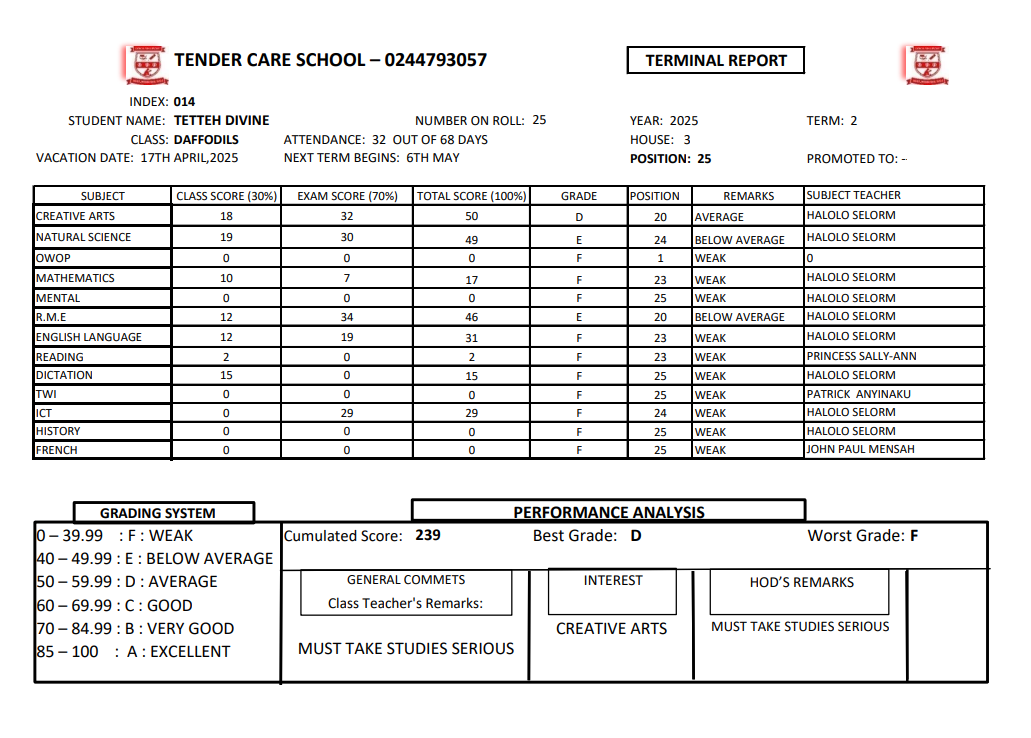 TENDER CARE SCHOOL – 0244793057
TERMINAL REPORT
INDEX: 014
STUDENT NAME: TETTEH DIVINE NUMBER ON ROLL: 25 YEAR: 2025 TERM: 2
CLASS: DAFFODILS ATTENDANCE: 32 OUT OF 68 DAYS HOUSE: 3
VACATION DATE: 17TH APRIL,2025 NEXT TERM BEGINS: 6TH MAY POSITION: 25 PROMOTED TO: --
SUBJECT CLASS SCORE (30%) EXAM SCORE (70%) TOTAL SCORE (100%) GRADE POSITION REMARKS SUBJECT TEACHER
CREATIVE ARTS 18 32 50 D 20 AVERAGE HALOLO SELORM
NATURAL SCIENCE 19 30 49 E 24 BELOW AVERAGE HALOLO SELORM
OWOP 0 0 0 F 1 WEAK 0
MATHEMATICS 10 7 17 F 23 WEAK HALOLO SELORM
MENTAL 0 0 0 F 25 WEAK HALOLO SELORM
R.M.E 12 34 46 E 20 BELOW AVERAGE HALOLO SELORM
ENGLISH LANGUAGE 12 19 31 F 23 WEAK HALOLO SELORM
READING 2 0 2 F 23 WEAK PRINCESS SALLY-ANN
DICTATION 15 0 15 F 25 WEAK HALOLO SELORM
TWI 0 0 0 F 25 WEAK PATRICK ANYINAKU
ICT 0 29 29 F 24 WEAK HALOLO SELORM
HISTORY 0 0 0 F 25 WEAK HALOLO SELORM
FRENCH 0 0 0 F 25 WEAK JOHN PAUL MENSAH
GRADING SYSTEM
0 – 39.99 : F : WEAK
40 – 49.99 : E : BELOW AVERAGE
50 – 59.99 : D : AVERAGE
60 – 69.99 : C : GOOD
70 – 84.99 : B : VERY GOOD
85 – 100 : A : EXCELLENT
PERFORMANCE ANALYSIS
Cumulated Score: 239 Best Grade: D Worst Grade: F
GENERAL COMMETS
Class Teacher's Remarks:
MUST TAKE STUDIES SERIOUS
INTEREST
CREATIVE ARTS
HOD'S REMARKS
MUST TAKE STUDIES SERIOUS